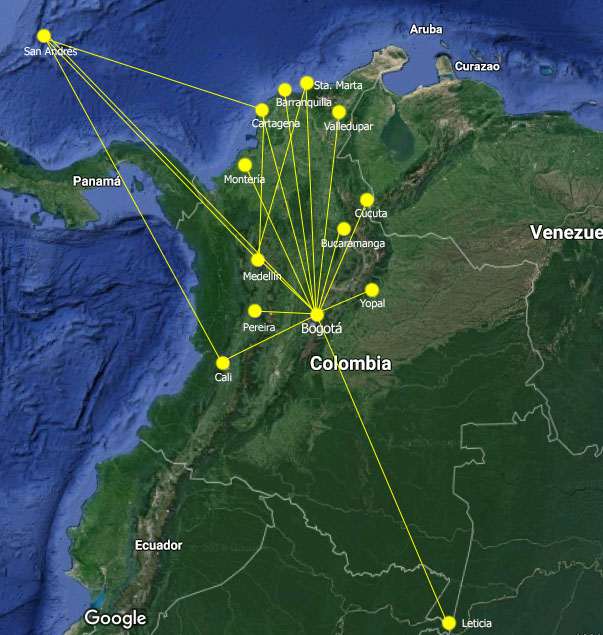 Aruba
San Andrés
Curazao
Sta. Marta
Barranquilla
Cartagena
Valledupar
Panamá
Montería
Cúcuta
Venezue
Bucaramanga
Medellín
Yopal
Pereira
Bogotá
Colombia
Cali
Ecuador
Google
Leticia